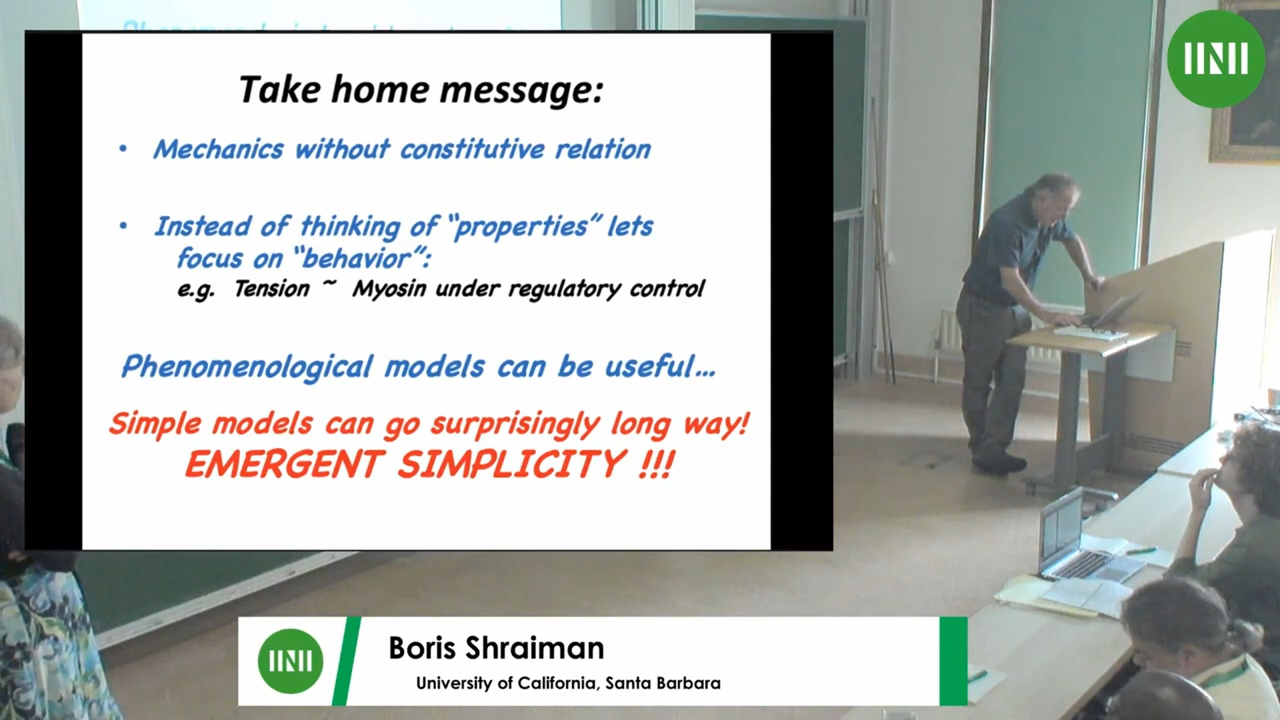 Take home message:
• Mechanics without constitutive relation
• Instead of thinking of “properties” lets
focus on “behavior”:
e.g. Tension ~ Myosin under regulatory control
Phenomenological models can be useful...
Simple models can go surprisingly long way!
EMERGENT SIMPLICITY !!!
Boris Shraiman
University of California, Santa Barbara